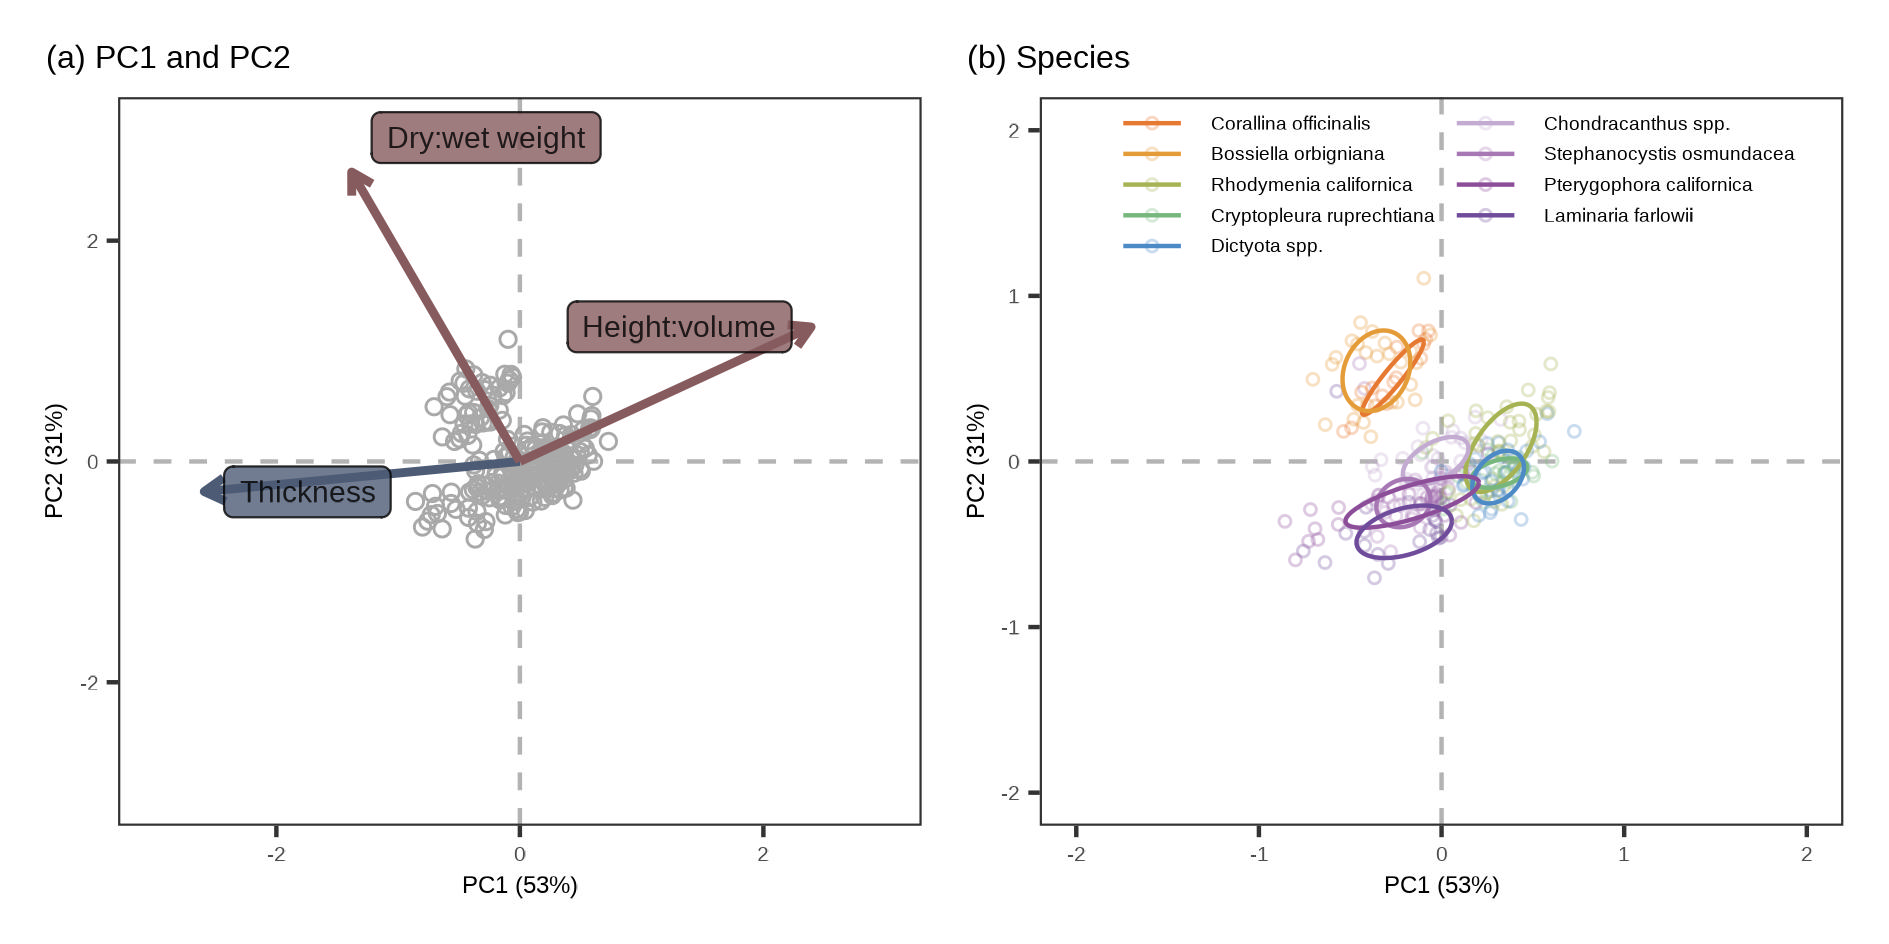 (a) PC1 and PC2
Dry:wet weight
Height:volume
Thickness
2
0
-2
-2
0
2
PC1 (53%)
PC2 (31%)
(b) Species
Corallina officinalis
Bossiella orbigniana
Rhodymenia californica
Cryptopleura ruprechtiana
Dictyota spp.
Chondracanthus spp.
Stephanocystis osmundacea
Pterygophora californica
Laminaria farlowii
2
1
0
-1
-2
-2
-1
0
1
2
PC1 (53%)
PC2 (31%)